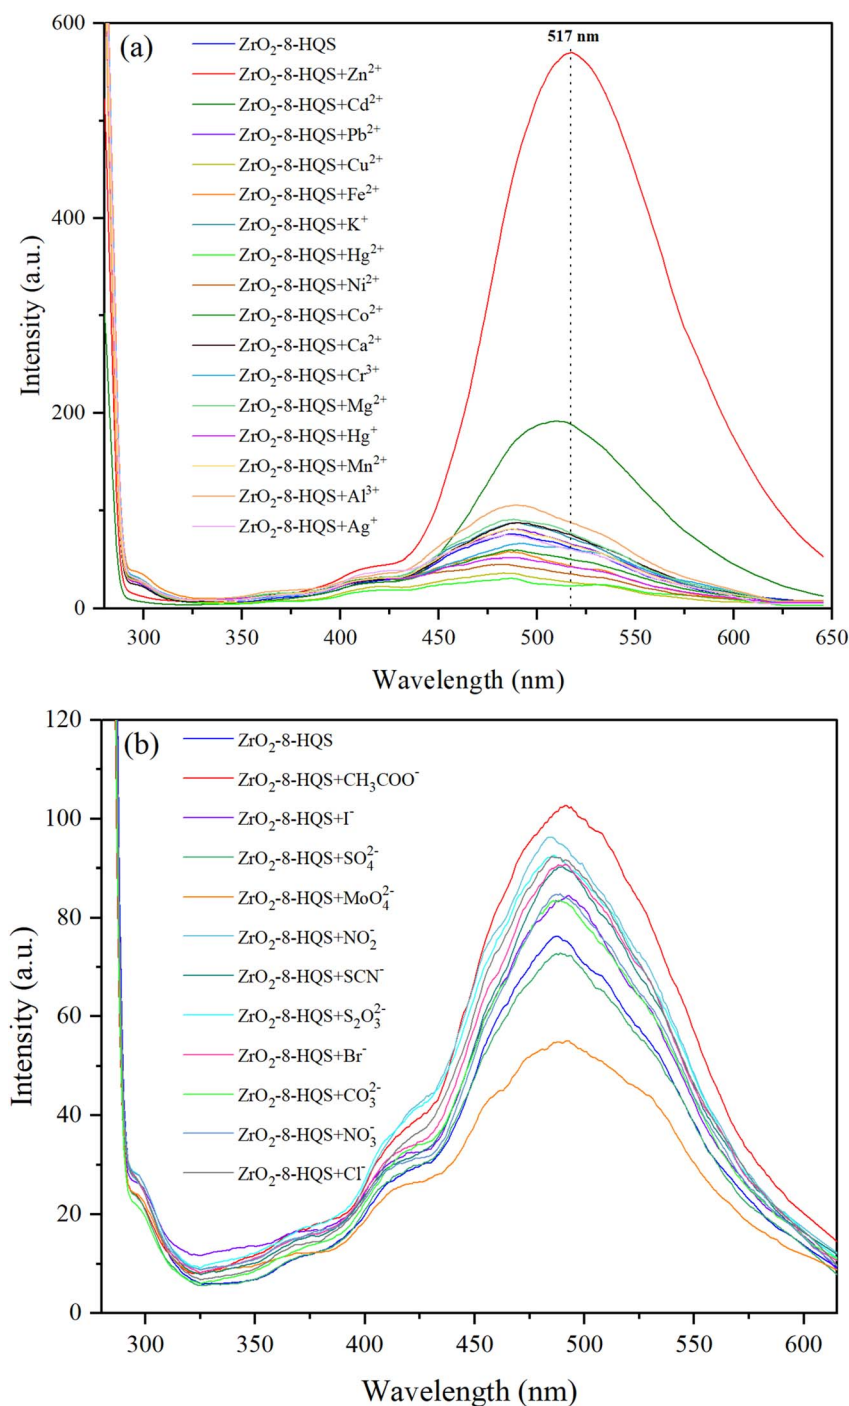 (a)
517 nm
ZrO₂-8-HQS
ZrO₂-8-HQS+Zn²⁺
ZrO₂-8-HQS+Cd²⁺
ZrO₂-8-HQS+Pb²⁺
ZrO₂-8-HQS+Cu²⁺
ZrO₂-8-HQS+Fe²⁺
ZrO₂-8-HQS+K⁺
ZrO₂-8-HQS+Hg²⁺
ZrO₂-8-HQS+Ni²⁺
ZrO₂-8-HQS+Co²⁺
ZrO₂-8-HQS+Ca²⁺
ZrO₂-8-HQS+Cr³⁺
ZrO₂-8-HQS+Mg²⁺
ZrO₂-8-HQS+Hg⁺
ZrO₂-8-HQS+Mn²⁺
ZrO₂-8-HQS+Al³⁺
ZrO₂-8-HQS+Ag⁺
600
400
200
0
Intensity (a.u.)
300 350 400 450 500 550 600 650
Wavelength (nm)
(b)
ZrO₂-8-HQS
ZrO₂-8-HQS+CH₃COO⁻
ZrO₂-8-HQS+I⁻
ZrO₂-8-HQS+SO₄²⁻
ZrO₂-8-HQS+MoO₄²⁻
ZrO₂-8-HQS+NO₂⁻
ZrO₂-8-HQS+SCN⁻
ZrO₂-8-HQS+S₂O₃²⁻
ZrO₂-8-HQS+Br⁻
ZrO₂-8-HQS+CO₃²⁻
ZrO₂-8-HQS+NO₃⁻
ZrO₂-8-HQS+Cl⁻
120
100
80
60
40
20
0
Intensity (a.u.)
300 350 400 450 500 550 600
Wavelength (nm)